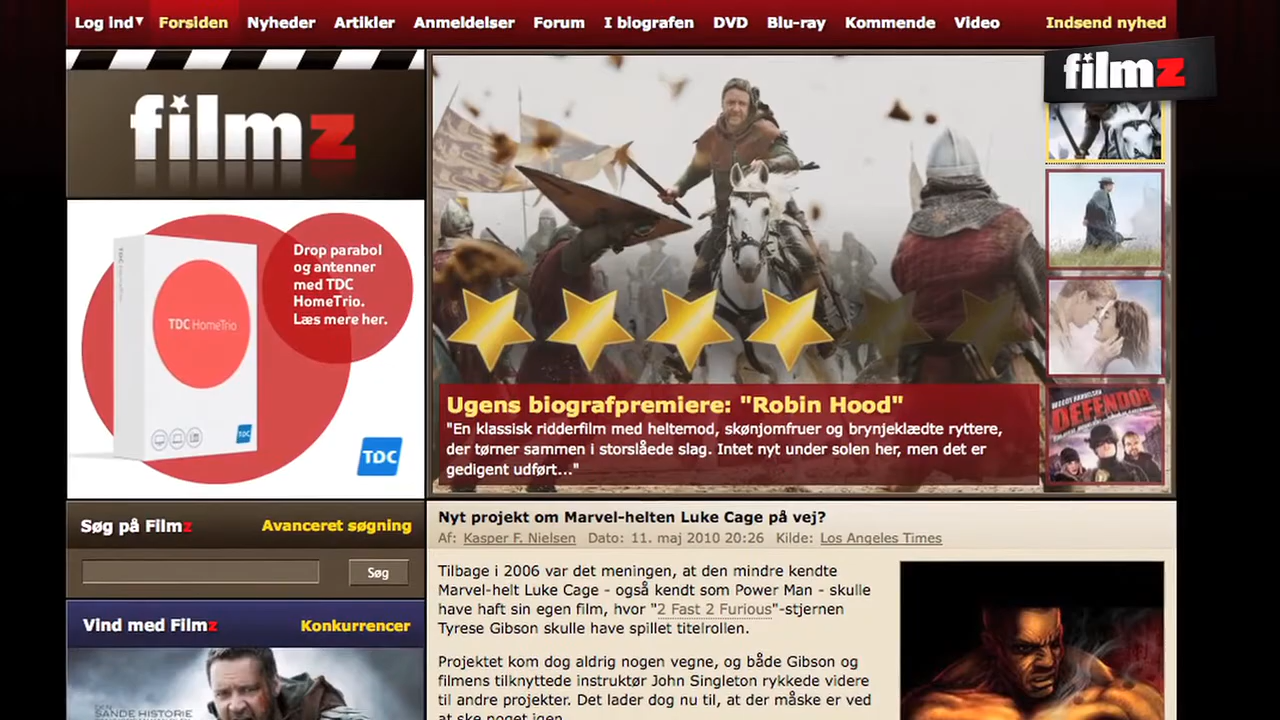 Log ind▾ Forsiden Nyheder Artikler Anmeldelser Forum I biografen DVD Blu-ray Kommende Video Indsend nyhed
filmz
filmz
Drop parabol
og antenner
med TDC
HomeTrio.
Læs mere her.
TDC HomeTrio
TDC
TDC
Ugens biografpremiere: "Robin Hood"
"En klassisk ridderfilm med heltemod, skønjomfruer og brynjeklædte ryttere,
der tørner sammen i storslåede slag. Intet nyt under solen her, men det er
gedigent udført..."
DEFENDOR
Søg på Filmz Avanceret søgning
Søg
Vind med Filmz Konkurrencer
DEN
SANDE HISTORIE
Nyt projekt om Marvel-helten Luke Cage på vej?
Af: Kasper F. Nielsen Dato: 11. maj 2010 20:26 Kilde: Los Angeles Times
Tilbage i 2006 var det meningen, at den mindre kendte
Marvel-helt Luke Cage - også kendt som Power Man - skulle
have haft sin egen film, hvor "2 Fast 2 Furious"-stjernen
Tyrese Gibson skulle have spillet titelrollen.
Projektet kom dog aldrig nogen vegne, og både Gibson og
filmens tilknyttede instruktør John Singleton rykkede videre
til andre projekter. Det lader dog nu til, at der måske er ved
at ske noget igen.